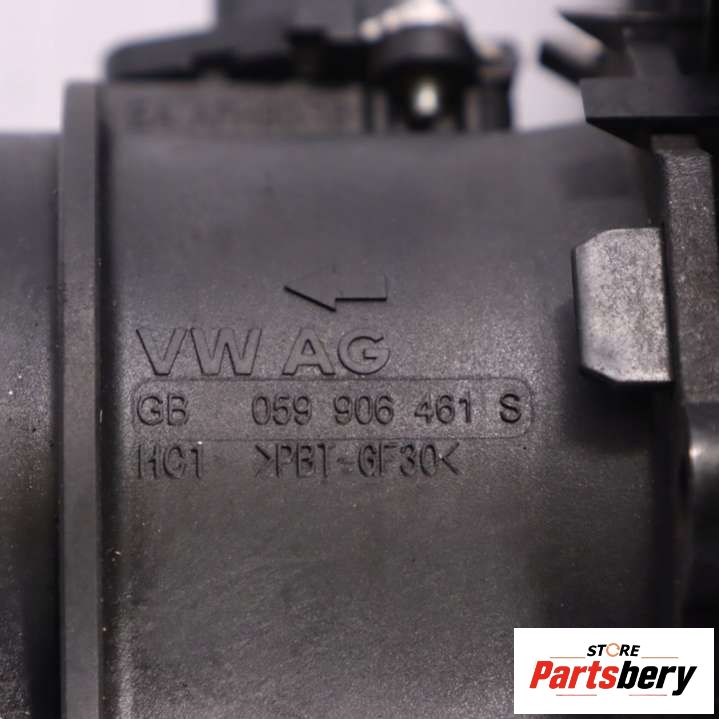 VW AG
GB 059 906 461 S
HC1 >PBT-GF30<
STORE
Partsbery